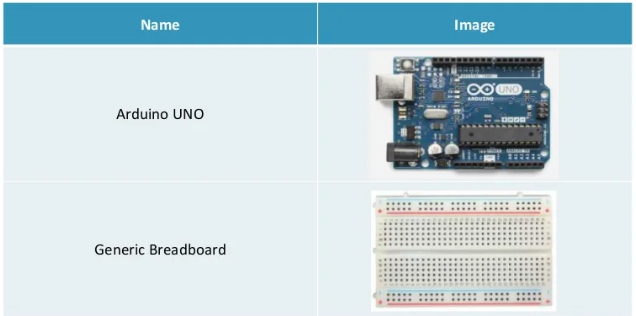 Name
Image
Arduino UNO
UNO
ARDUINO
Generic Breadboard